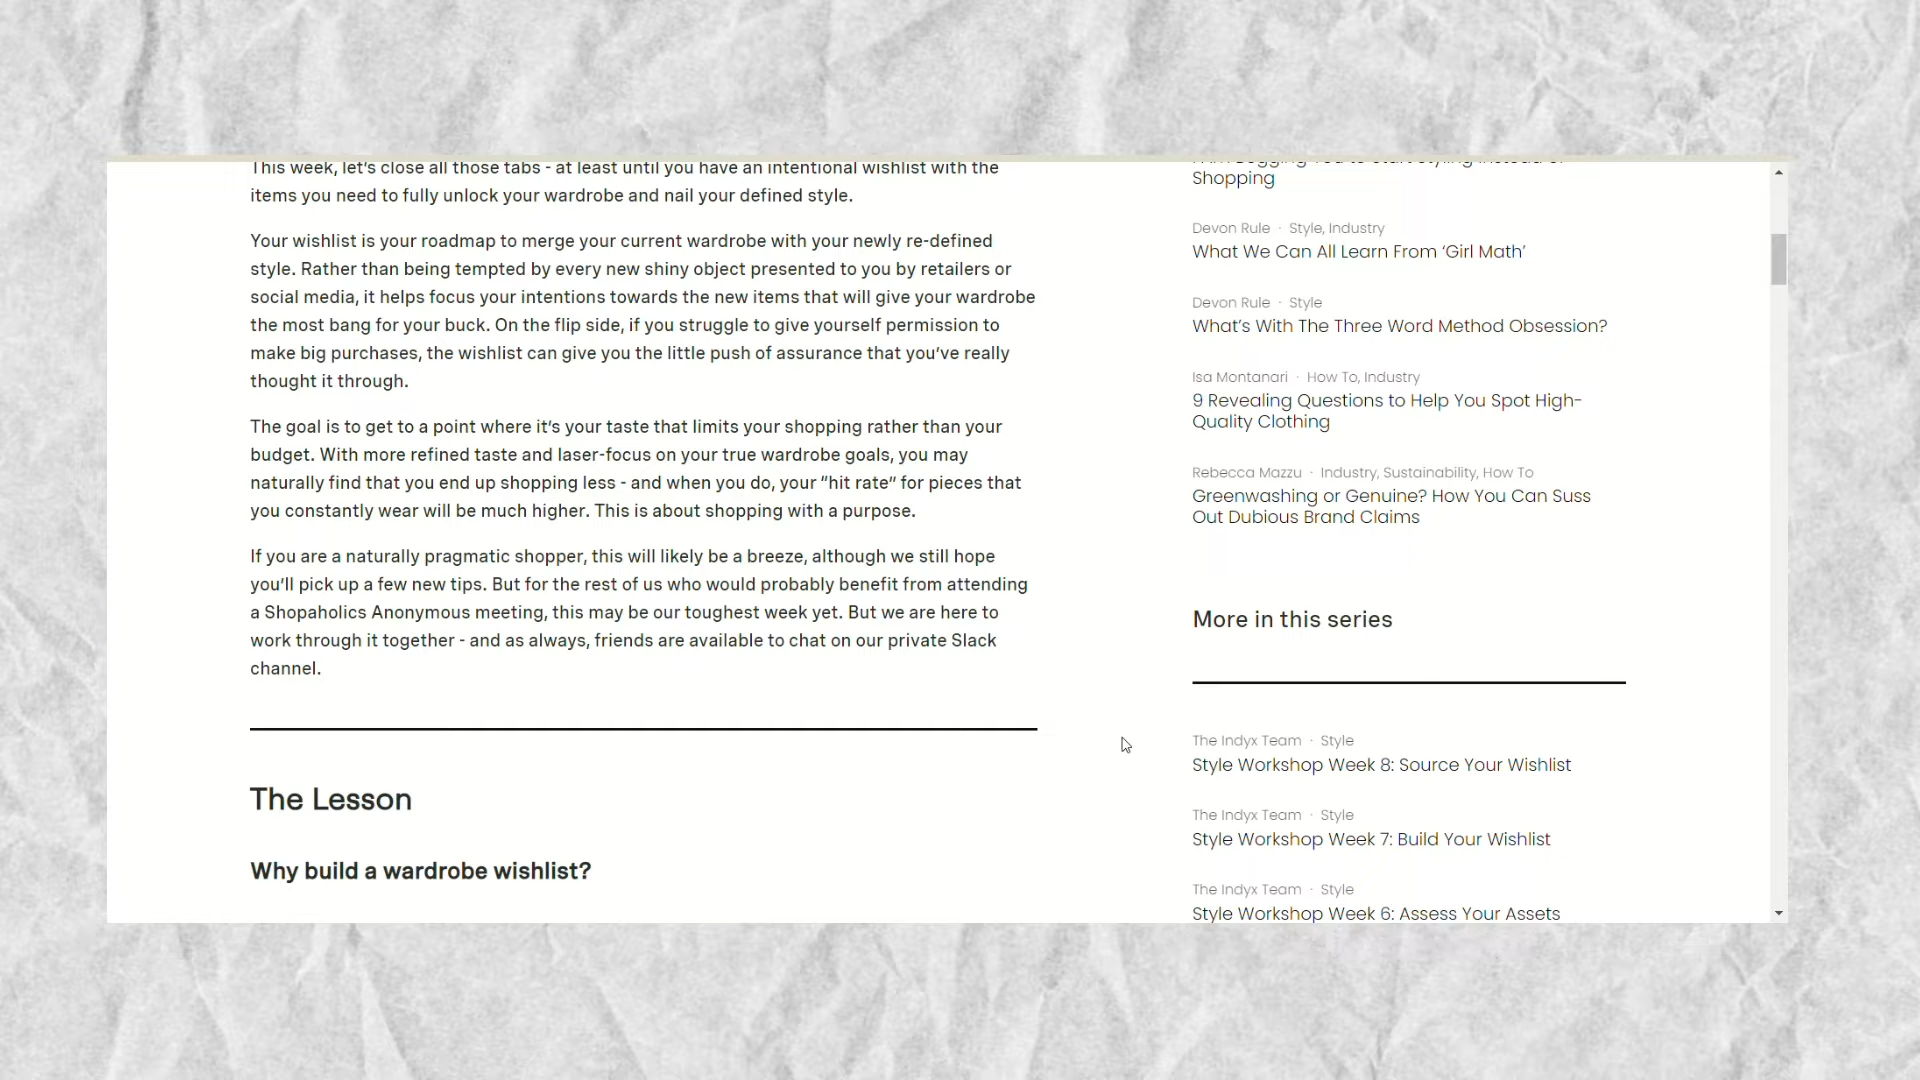 This week, let's close all those tabs - at least until you have an intentional wishlist with the
items you need to fully unlock your wardrobe and nail your defined style.
Your wishlist is your roadmap to merge your current wardrobe with your newly re-defined
style. Rather than being tempted by every new shiny object presented to you by retailers or
social media, it helps focus your intentions towards the new items that will give your wardrobe
the most bang for your buck. On the flip side, if you struggle to give yourself permission to
make big purchases, the wishlist can give you the little push of assurance that you've really
thought it through.
The goal is to get to a point where it's your taste that limits your shopping rather than your
budget. With more refined taste and laser-focus on your true wardrobe goals, you may
naturally find that you end up shopping less - and when you do, your "hit rate" for pieces that
you constantly wear will be much higher. This is about shopping with a purpose.
If you are a naturally pragmatic shopper, this will likely be a breeze, although we still hope
you'll pick up a few new tips. But for the rest of us who would probably benefit from attending
a Shopaholics Anonymous meeting, this may be our toughest week yet. But we are here to
work through it together - and as always, friends are available to chat on our private Slack
channel.
The Lesson
Why build a wardrobe wishlist?
Begging You to Start Styling Instead of
Shopping
Devon Rule · Style, Industry
What We Can All Learn From ‘Girl Math’
Devon Rule · Style
What's With The Three Word Method Obsession?
Isa Montanari · How To, Industry
9 Revealing Questions to Help You Spot High-
Quality Clothing
Rebecca Mazzu · Industry, Sustainability, How To
Greenwashing or Genuine? How You Can Suss
Out Dubious Brand Claims
More in this series
The Indyx Team · Style
Style Workshop Week 8: Source Your Wishlist
The Indyx Team · Style
Style Workshop Week 7: Build Your Wishlist
The Indyx Team · Style
Style Workshop Week 6: Assess Your Assets